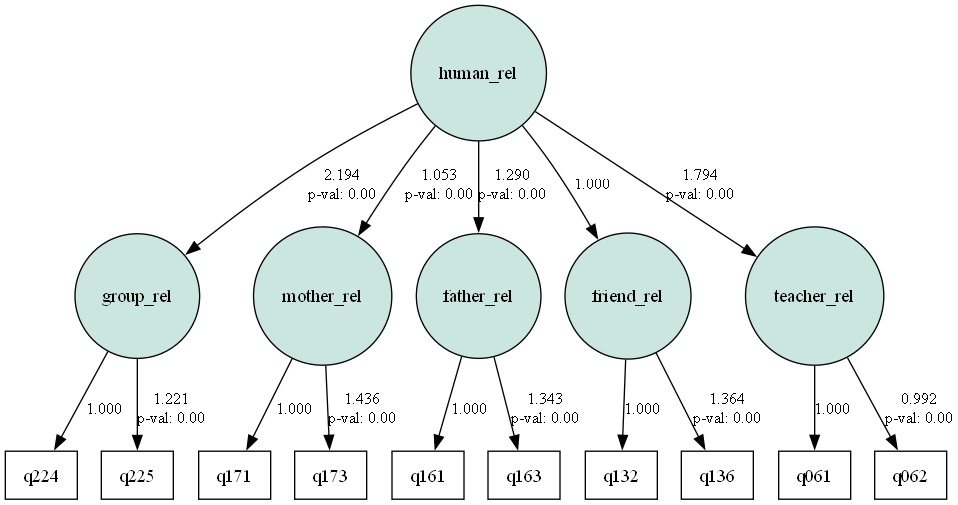 human_rel
2.194
p-val: 0.00
1.053
p-val: 0.00
1.290
p-val: 0.00
1.000
1.794
p-val: 0.00
group_rel
mother_rel
father_rel
friend_rel
teacher_rel
1.000
1.221
p-val: 0.00
1.000
1.436
p-val: 0.00
1.000
1.343
p-val: 0.00
1.000
1.364
p-val: 0.00
1.000
0.992
p-val: 0.00
q224
q225
q171
q173
q161
q163
q132
q136
q061
q062